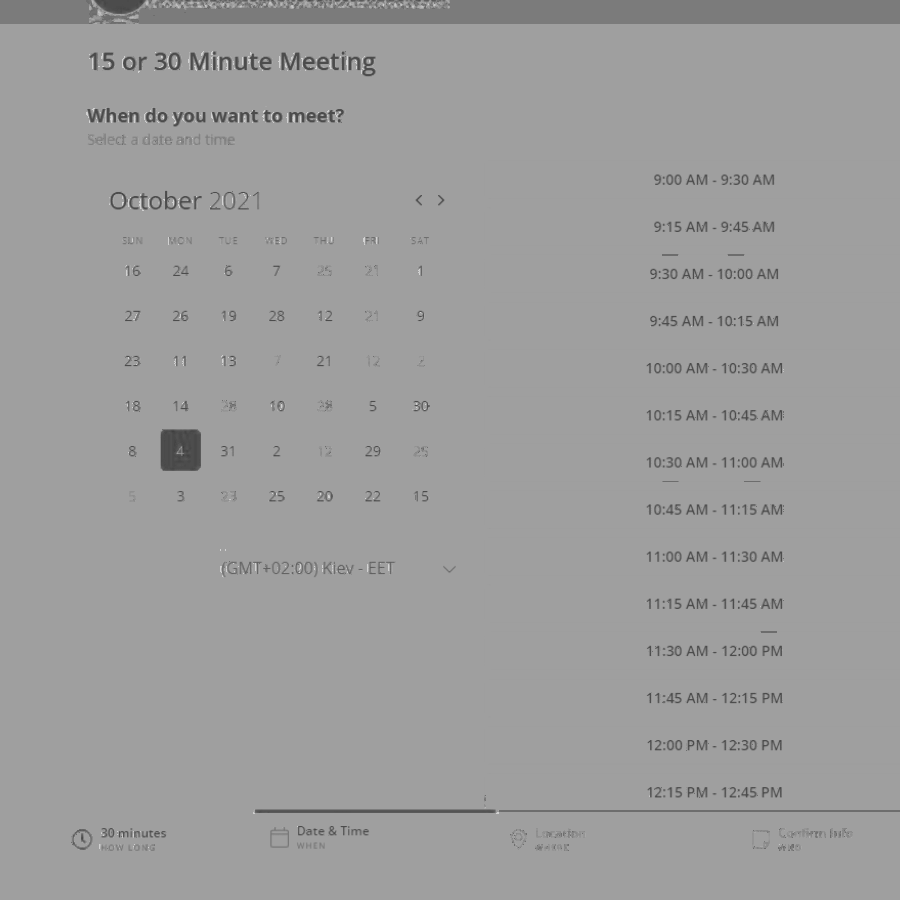 15 or 30 Minute Meeting
When do you want to meet?
Select a date and time
October 2021
SUN MON TUE WED THU FRI SAT
16 24 6 7 25 21 1
27 26 19 28 12 21 9
23 11 13 7 21 12 2
18 14 28 10 28 5 30
8 4 31 2 12 29 25
5 3 23 25 20 22 15
(GMT+02:00) Kiev - EET
9:00 AM - 9:30 AM
9:15 AM - 9:45 AM
9:30 AM - 10:00 AM
9:45 AM - 10:15 AM
10:00 AM - 10:30 AM
10:15 AM - 10:45 AM
10:30 AM - 11:00 AM
10:45 AM - 11:15 AM
11:00 AM - 11:30 AM
11:15 AM - 11:45 AM
11:30 AM - 12:00 PM
11:45 AM - 12:15 PM
12:00 PM - 12:30 PM
12:15 PM - 12:45 PM
30 minutes
HOW LONG
Date & Time
WHEN
Location
WHERE
Confirm Info
WHO